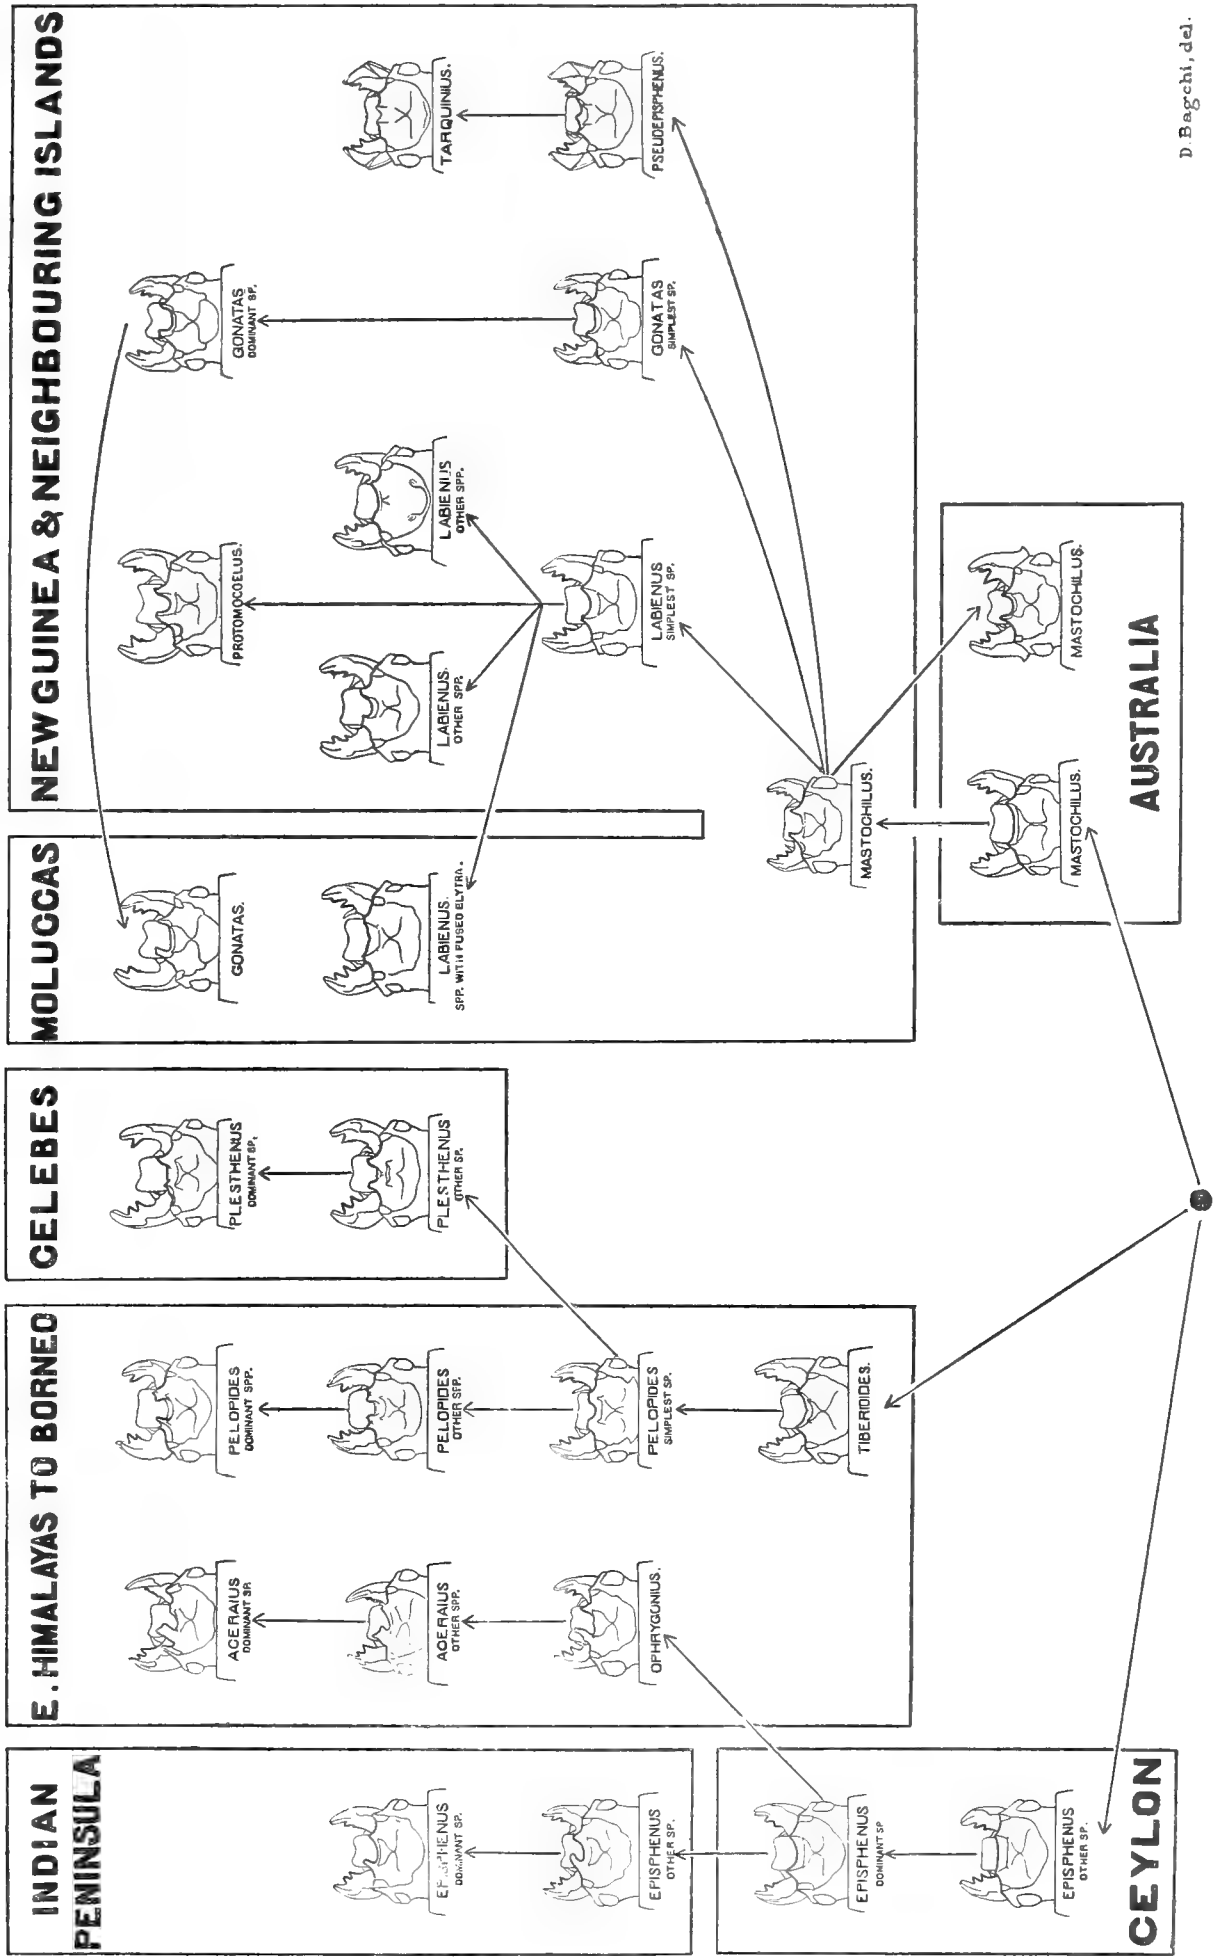 INDIAN
PENINSULA
EPISPHENUS
DOMINANT SP.
EPISPHENUS
OTHER SP.
CEYLON
EPISPHENUS
DOMINANT SP
EPISPHENUS
OTHER SP.
E. HIMALAYAS TO BORNEO
ACERAIUS
DOMINANT SP.
PELOPIDES
DOMINANT SPP.
ACERAIUS
OTHER SPP.
PELOPIDES
OTHER SPP.
OPHRYGONIUS.
PELOPIDES
SIMPLEST SP.
TIBERIOIDES.
CELEBES
PLESTHENUS
DOMINANT SP.
PLESTHENUS
OTHER SP.
MOLUCCAS
GONATAS.
LABIENUS.
SPP. WITH FUSED ELYTRA.
NEW GUINEA & NEIGHBOURING ISLANDS
PROTOMOCOELUS.
GONATAS
DOMINANT SP.
LABIENUS.
OTHER SPP.
LABIENUS
OTHER SPP.
TARQUINIUS.
LABIENUS
SIMPLEST SP.
GONATAS
SIMPLEST SP.
PSEUDEPISPHENUS.
MASTOCHILUS.
MASTOCHILUS.
MASTOCHILUS.
AUSTRALIA
D. Bagchi, del.